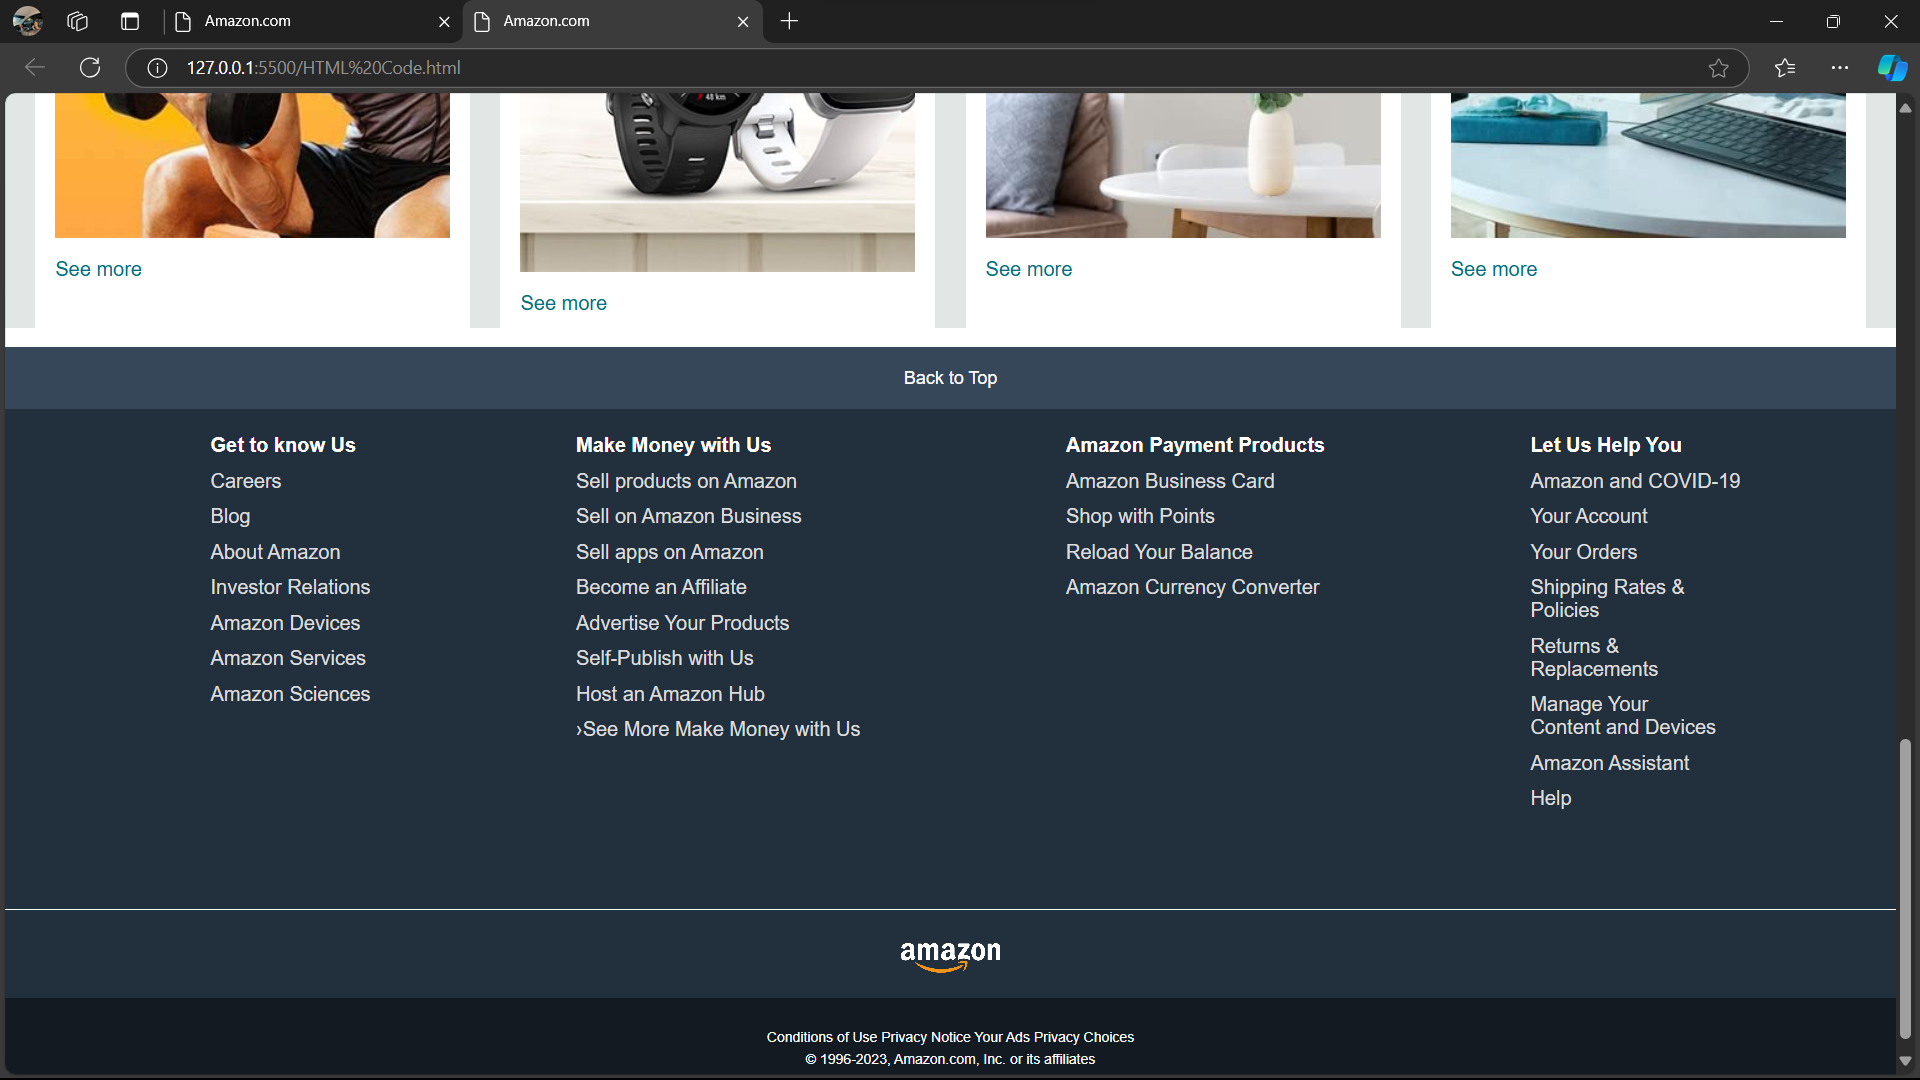 Amazon.com
Amazon.com
127.0.0.1:5500/HTML%20Code.html
48 km
See more
See more
See more
See more
Back to Top
Get to know Us
Careers
Blog
About Amazon
Investor Relations
Amazon Devices
Amazon Services
Amazon Sciences
Make Money with Us
Sell products on Amazon
Sell on Amazon Business
Sell apps on Amazon
Become an Affiliate
Advertise Your Products
Self-Publish with Us
Host an Amazon Hub
›See More Make Money with Us
Amazon Payment Products
Amazon Business Card
Shop with Points
Reload Your Balance
Amazon Currency Converter
Let Us Help You
Amazon and COVID-19
Your Account
Your Orders
Shipping Rates &
Policies
Returns &
Replacements
Manage Your
Content and Devices
Amazon Assistant
Help
amazon
Conditions of Use Privacy Notice Your Ads Privacy Choices
© 1996-2023, Amazon.com, Inc. or its affiliates